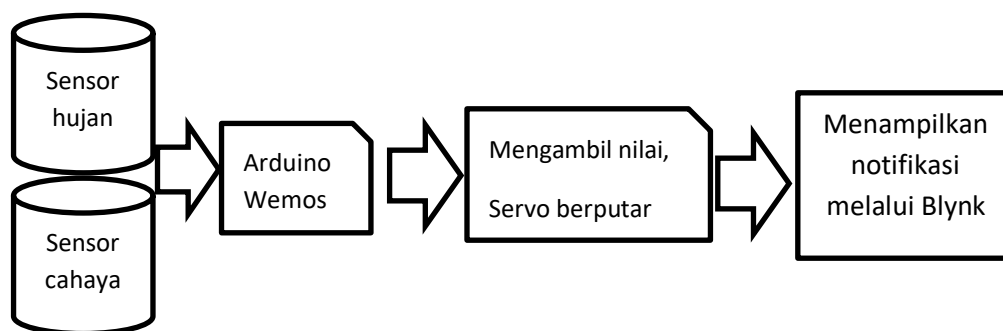 Sensor
hujan
Sensor
cahaya
Arduino
Wemos
Mengambil nilai,
Servo berputar
Menampilkan
notifikasi
melalui Blynk